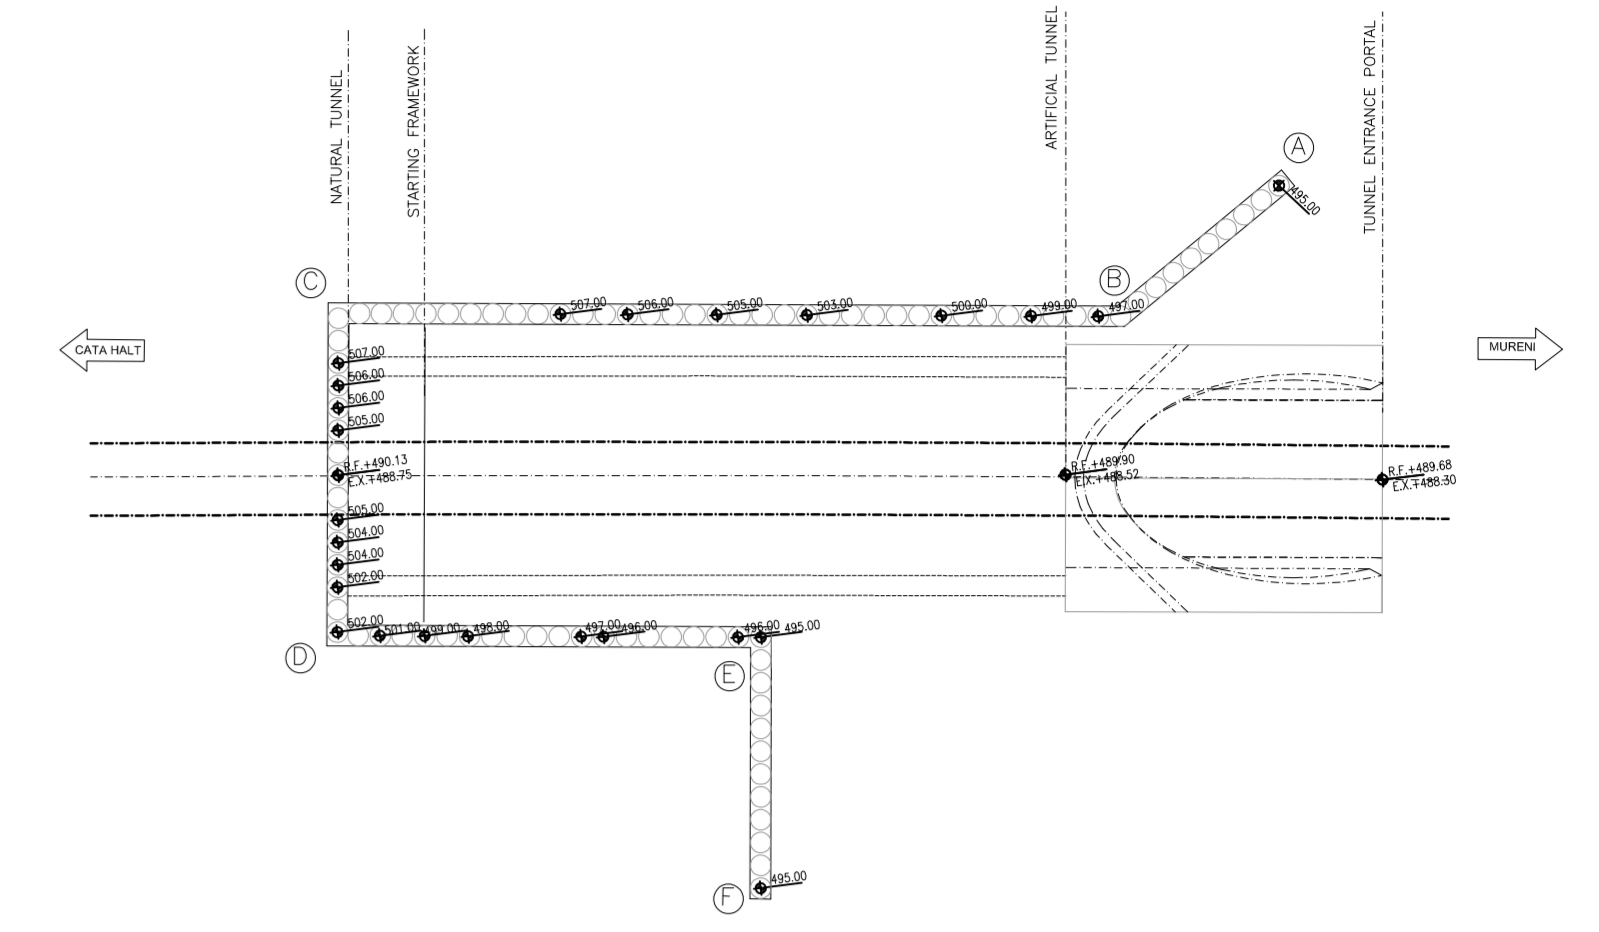 NATURAL TUNNEL
STARTING FRAMEWORK
ARTIFICIAL TUNNEL
TUNNEL ENTRANCE PORTAL
A
495.00
C
B
507.00
506.00
505.00
503.00
500.00
499.00
497.00
CATA HALT
MURENI
507.00
506.00
506.00
505.00
R.F.+490.13
E.X.+488.75
R.F.+489.90
E.X.+488.52
R.F.+489.68
E.X.+488.30
505.00
504.00
504.00
502.00
502.00
501.00
499.00
498.00
497.00
496.00
496.00
495.00
D
E
495.00
F